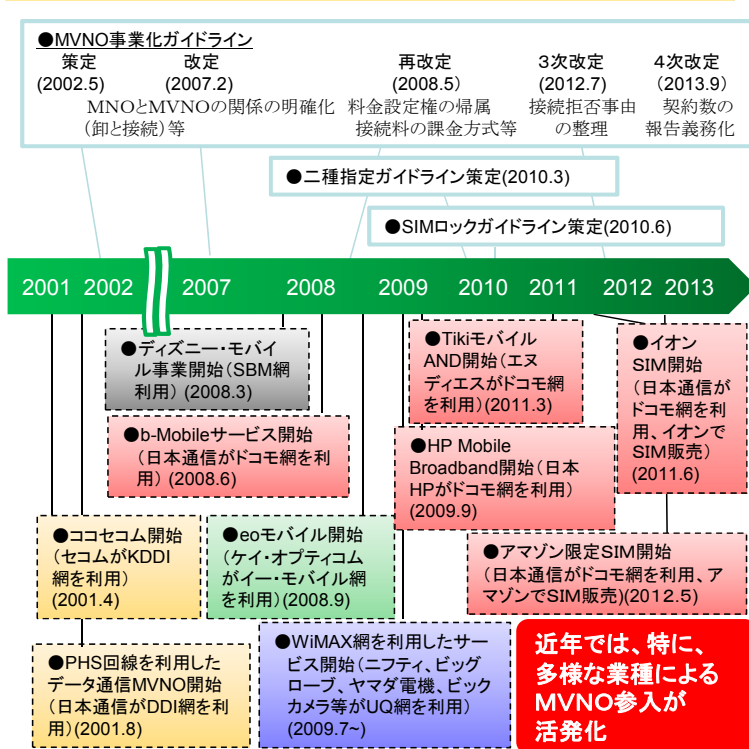 ●MVNO事業化ガイドライン
策定 改定 再改定 3次改定 4次改定
(2002.5) (2007.2) (2008.5) (2012.7) (2013.9)
MNOとMVNOの関係の明確化 料金設定権の帰属 接続拒否事由 契約数の
(卸と接続)等 接続料の課金方式等 の整理 報告義務化
●二種指定ガイドライン策定(2010.3)
●SIMロックガイドライン策定(2010.6)
2001 2002 2007 2008 2009 2010 2011 2012 2013
●ディズニー・モバイ
ル事業開始(SBM網
利用) (2008.3)
●b-Mobileサービス開始
(日本通信がドコモ網を利
用) (2008.6)
●Tikiモバイル
AND開始(エヌ
ディエスがドコモ網
を利用)(2011.3)
●イオン
SIM開始
(日本通信が
ドコモ網を利
用、イオンで
SIM販売)
(2011.6)
●HP Mobile
Broadband開始(日本
HPがドコモ網を利用)
(2009.9)
●ココセコム開始
(セコムがKDDI
網を利用)
(2001.4)
●eoモバイル開始
(ケイ・オプティコム
がイー・モバイル網
を利用)(2008.9)
●アマゾン限定SIM開始
(日本通信がドコモ網を利用、ア
マゾンでSIM販売)(2012.5)
●PHS回線を利用した
データ通信MVNO開始
(日本通信がDDI網を利
用)(2001.8)
●WiMAX網を利用したサー
ビス開始(ニフティ、ビッグ
ローブ、ヤマダ電機、ビック
カメラ等がUQ網を利用)
(2009.7~)
近年では、特に、
多様な業種による
MVNO参入が
活発化